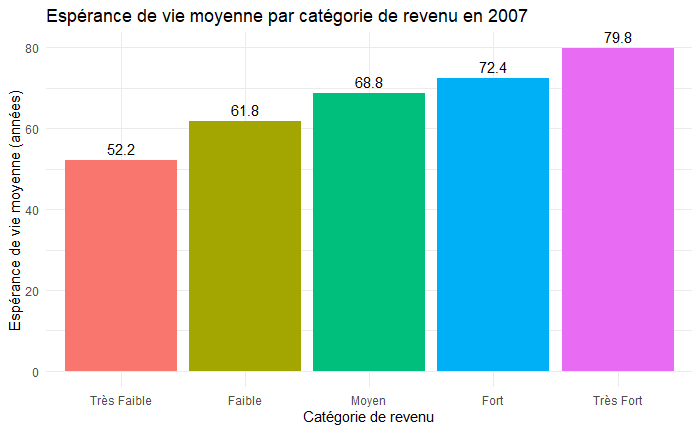 Espérance de vie moyenne par catégorie de revenu en 2007
Espérance de vie moyenne (années)
80
60
40
20
0
52.2
61.8
68.8
72.4
79.8
Très Faible
Faible
Moyen
Fort
Très Fort
Catégorie de revenu